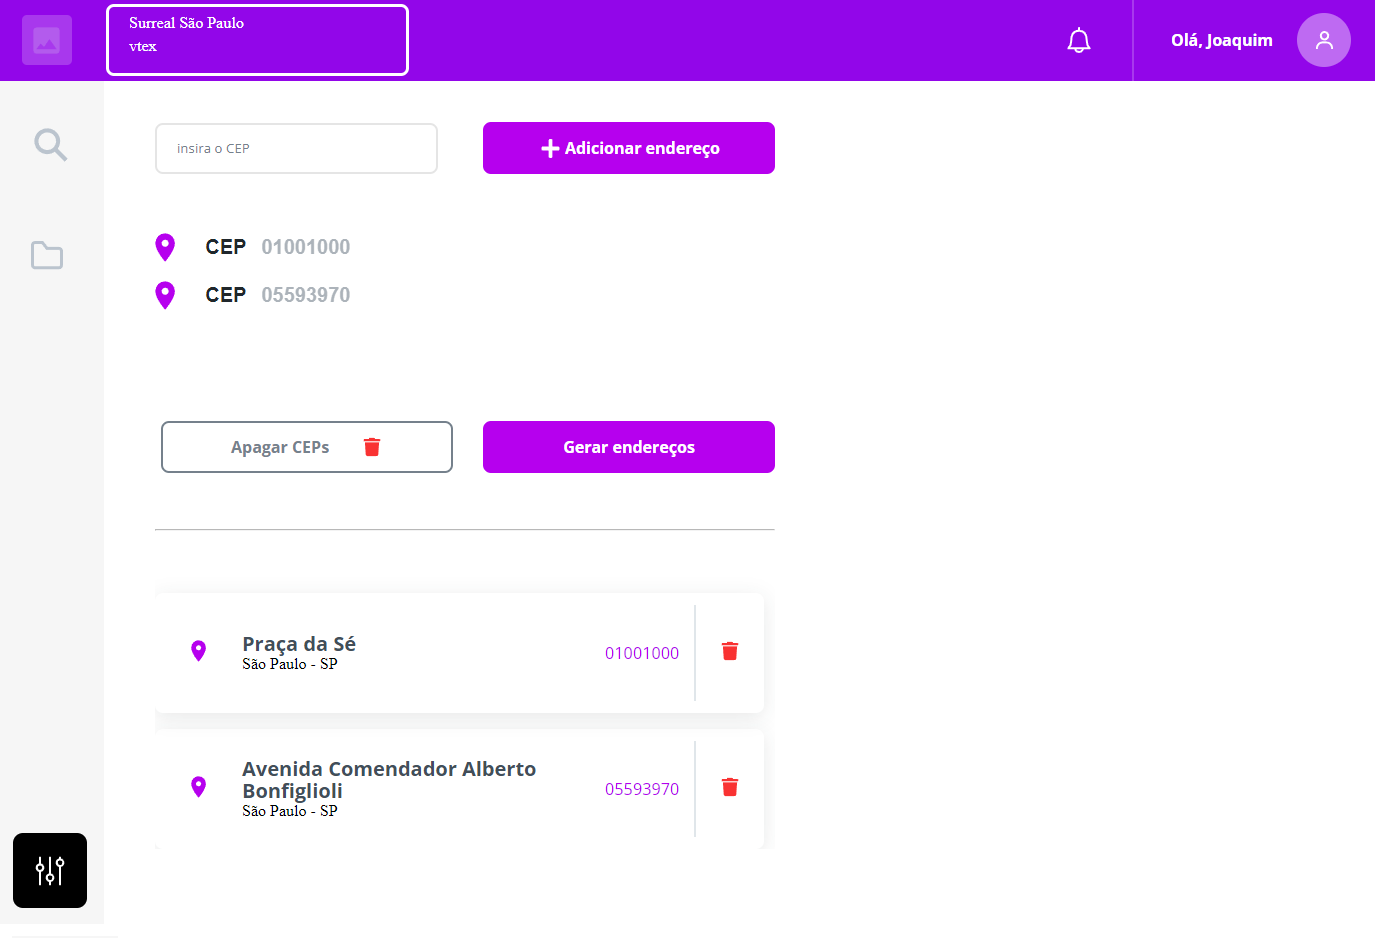 Surreal São Paulo
vtex
Olá, Joaquim
insira o CEP
Adicionar endereço
CEP 01001000
CEP 05593970
Apagar CEPs
Gerar endereços
Praça da Sé
São Paulo - SP
01001000
Avenida Comendador Alberto
Bonfiglioli
São Paulo - SP
05593970